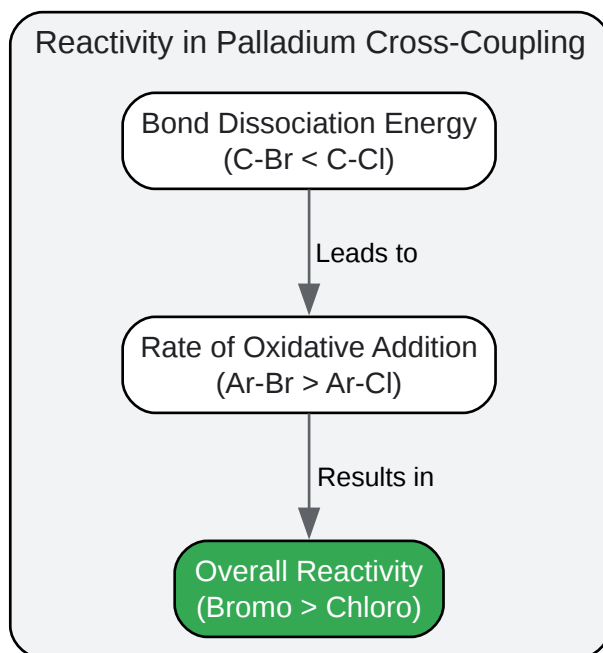 Reactivity in Palladium Cross-Coupling
Bond Dissociation Energy
(C-Br < C-Cl)
Leads to
Rate of Oxidative Addition
(Ar-Br > Ar-Cl)
Results in
Overall Reactivity
(Bromo > Chloro)